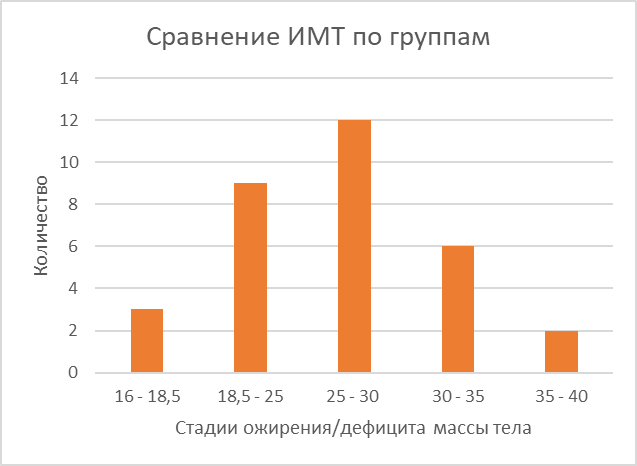 Сравнение ИМТ по группам
14
12
10
8
6
4
2
0
Количество
16 - 18,5
18,5 - 25
25 - 30
30 - 35
35 - 40
Стадии ожирения/дефицита массы тела